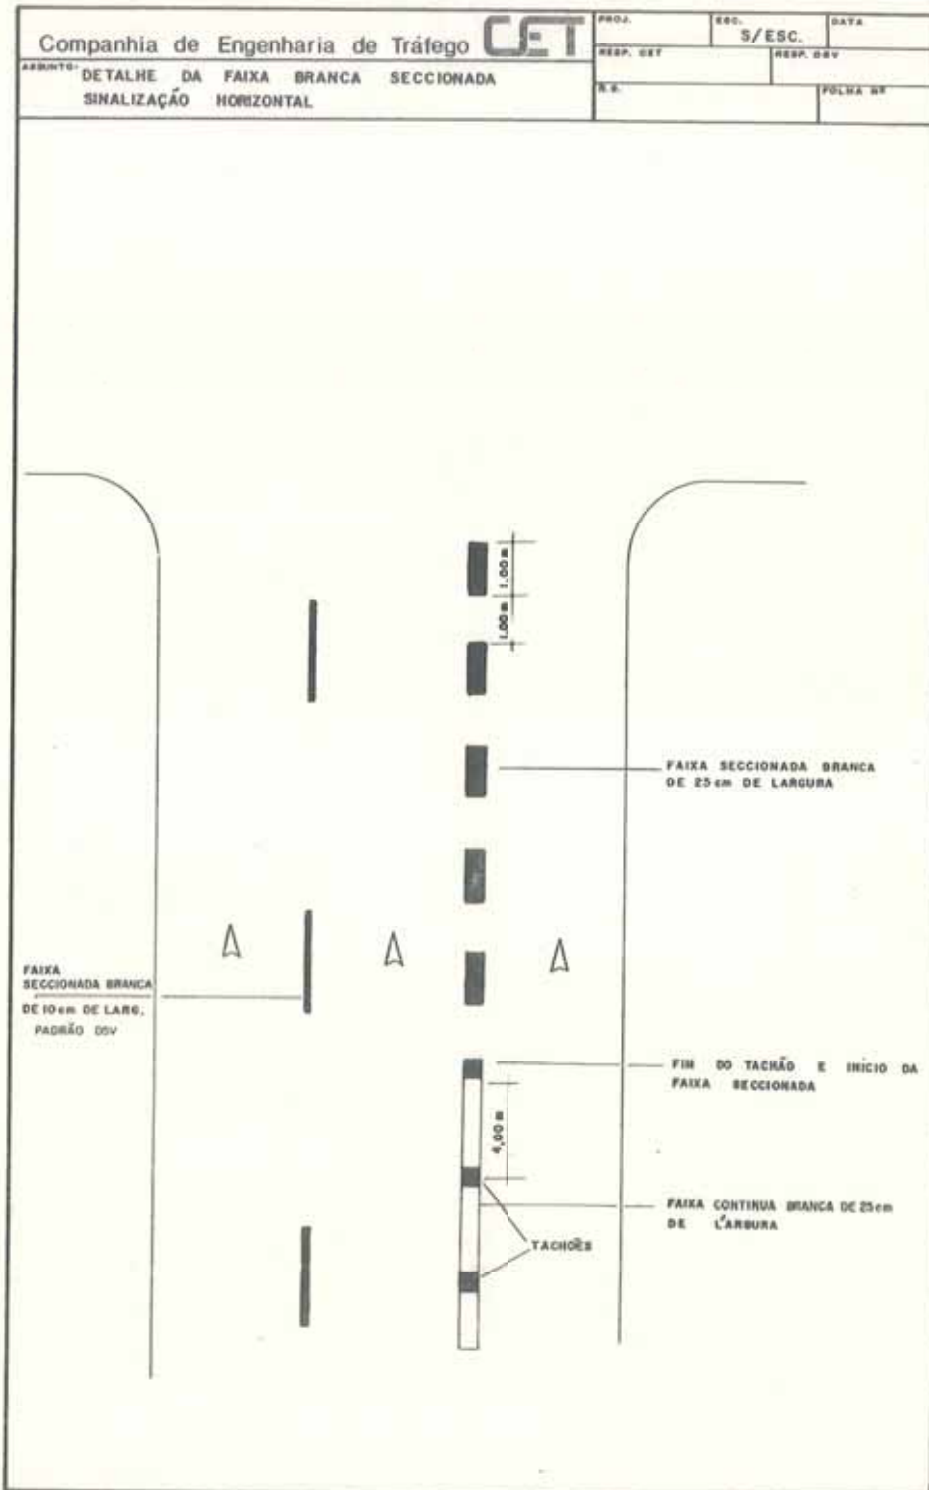 Companhia de Engenharia de Tráfego CET
PROJ.
ESC.
S/ESC.
DATA
RESP. CET
RESP. DSV
FOLHA Nº
ASSUNTO-
DETALHE DA FAIXA BRANCA SECCIONADA
SINALIZAÇÃO HORIZONTAL
1.00 m
1.00 m
FAIXA SECCIONADA BRANCA
DE 25 cm DE LARGURA
FAIXA
SECCIONADA BRANCA
DE 10 cm DE LARG.
PADRÃO DSV
FIM DO TACHÃO E INÍCIO DA
FAIXA SECCIONADA
4,00 m
FAIXA CONTINUA BRANCA DE 25 cm
DE LARGURA
TACHÕES